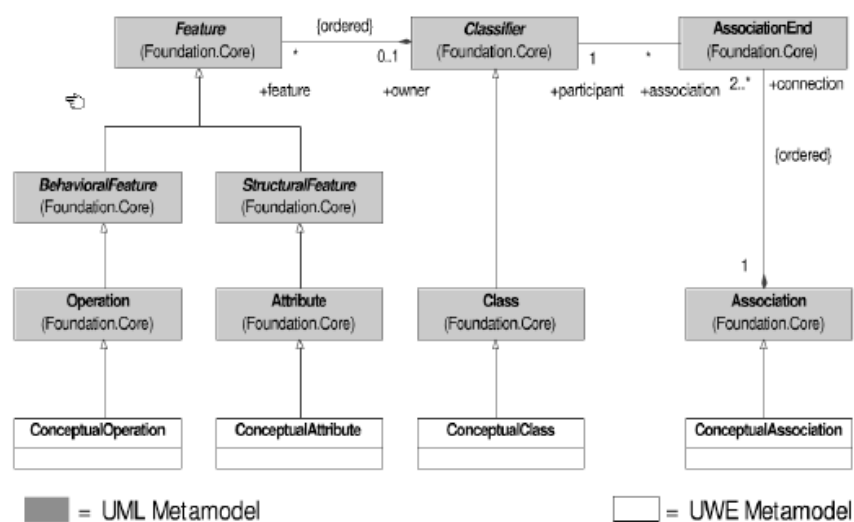 Feature
(Foundation.Core)
{ordered}
*
0..1
+feature
+owner
Classifier
(Foundation.Core)
1
*
+participant
+association
AssociationEnd
(Foundation.Core)
2..*
+connection
{ordered}
1
BehavioralFeature
(Foundation.Core)
StructuralFeature
(Foundation.Core)
Operation
(Foundation.Core)
Attribute
(Foundation.Core)
Class
(Foundation.Core)
Association
(Foundation.Core)
ConceptualOperation
ConceptualAttribute
ConceptualClass
ConceptualAssociation
= UML Metamodel
= UWE Metamodel